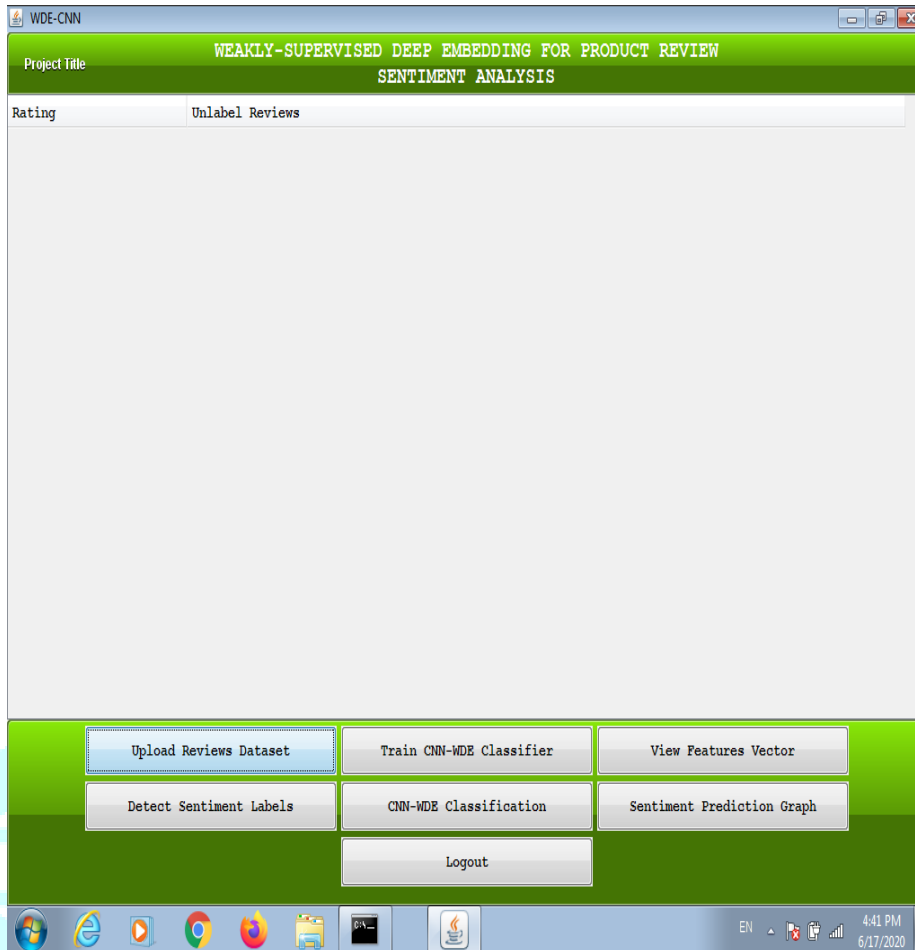 WDE-CNN
Project Title
WEAKLY-SUPERVISED DEEP EMBEDDING FOR PRODUCT REVIEW
SENTIMENT ANALYSIS
Rating Unlabel Reviews
Upload Reviews Dataset Train CNN-WDE Classifier View Features Vector
Detect Sentiment Labels CNN-WDE Classification Sentiment Prediction Graph
Logout
C:\_
EN 4:41 PM
6/17/2020